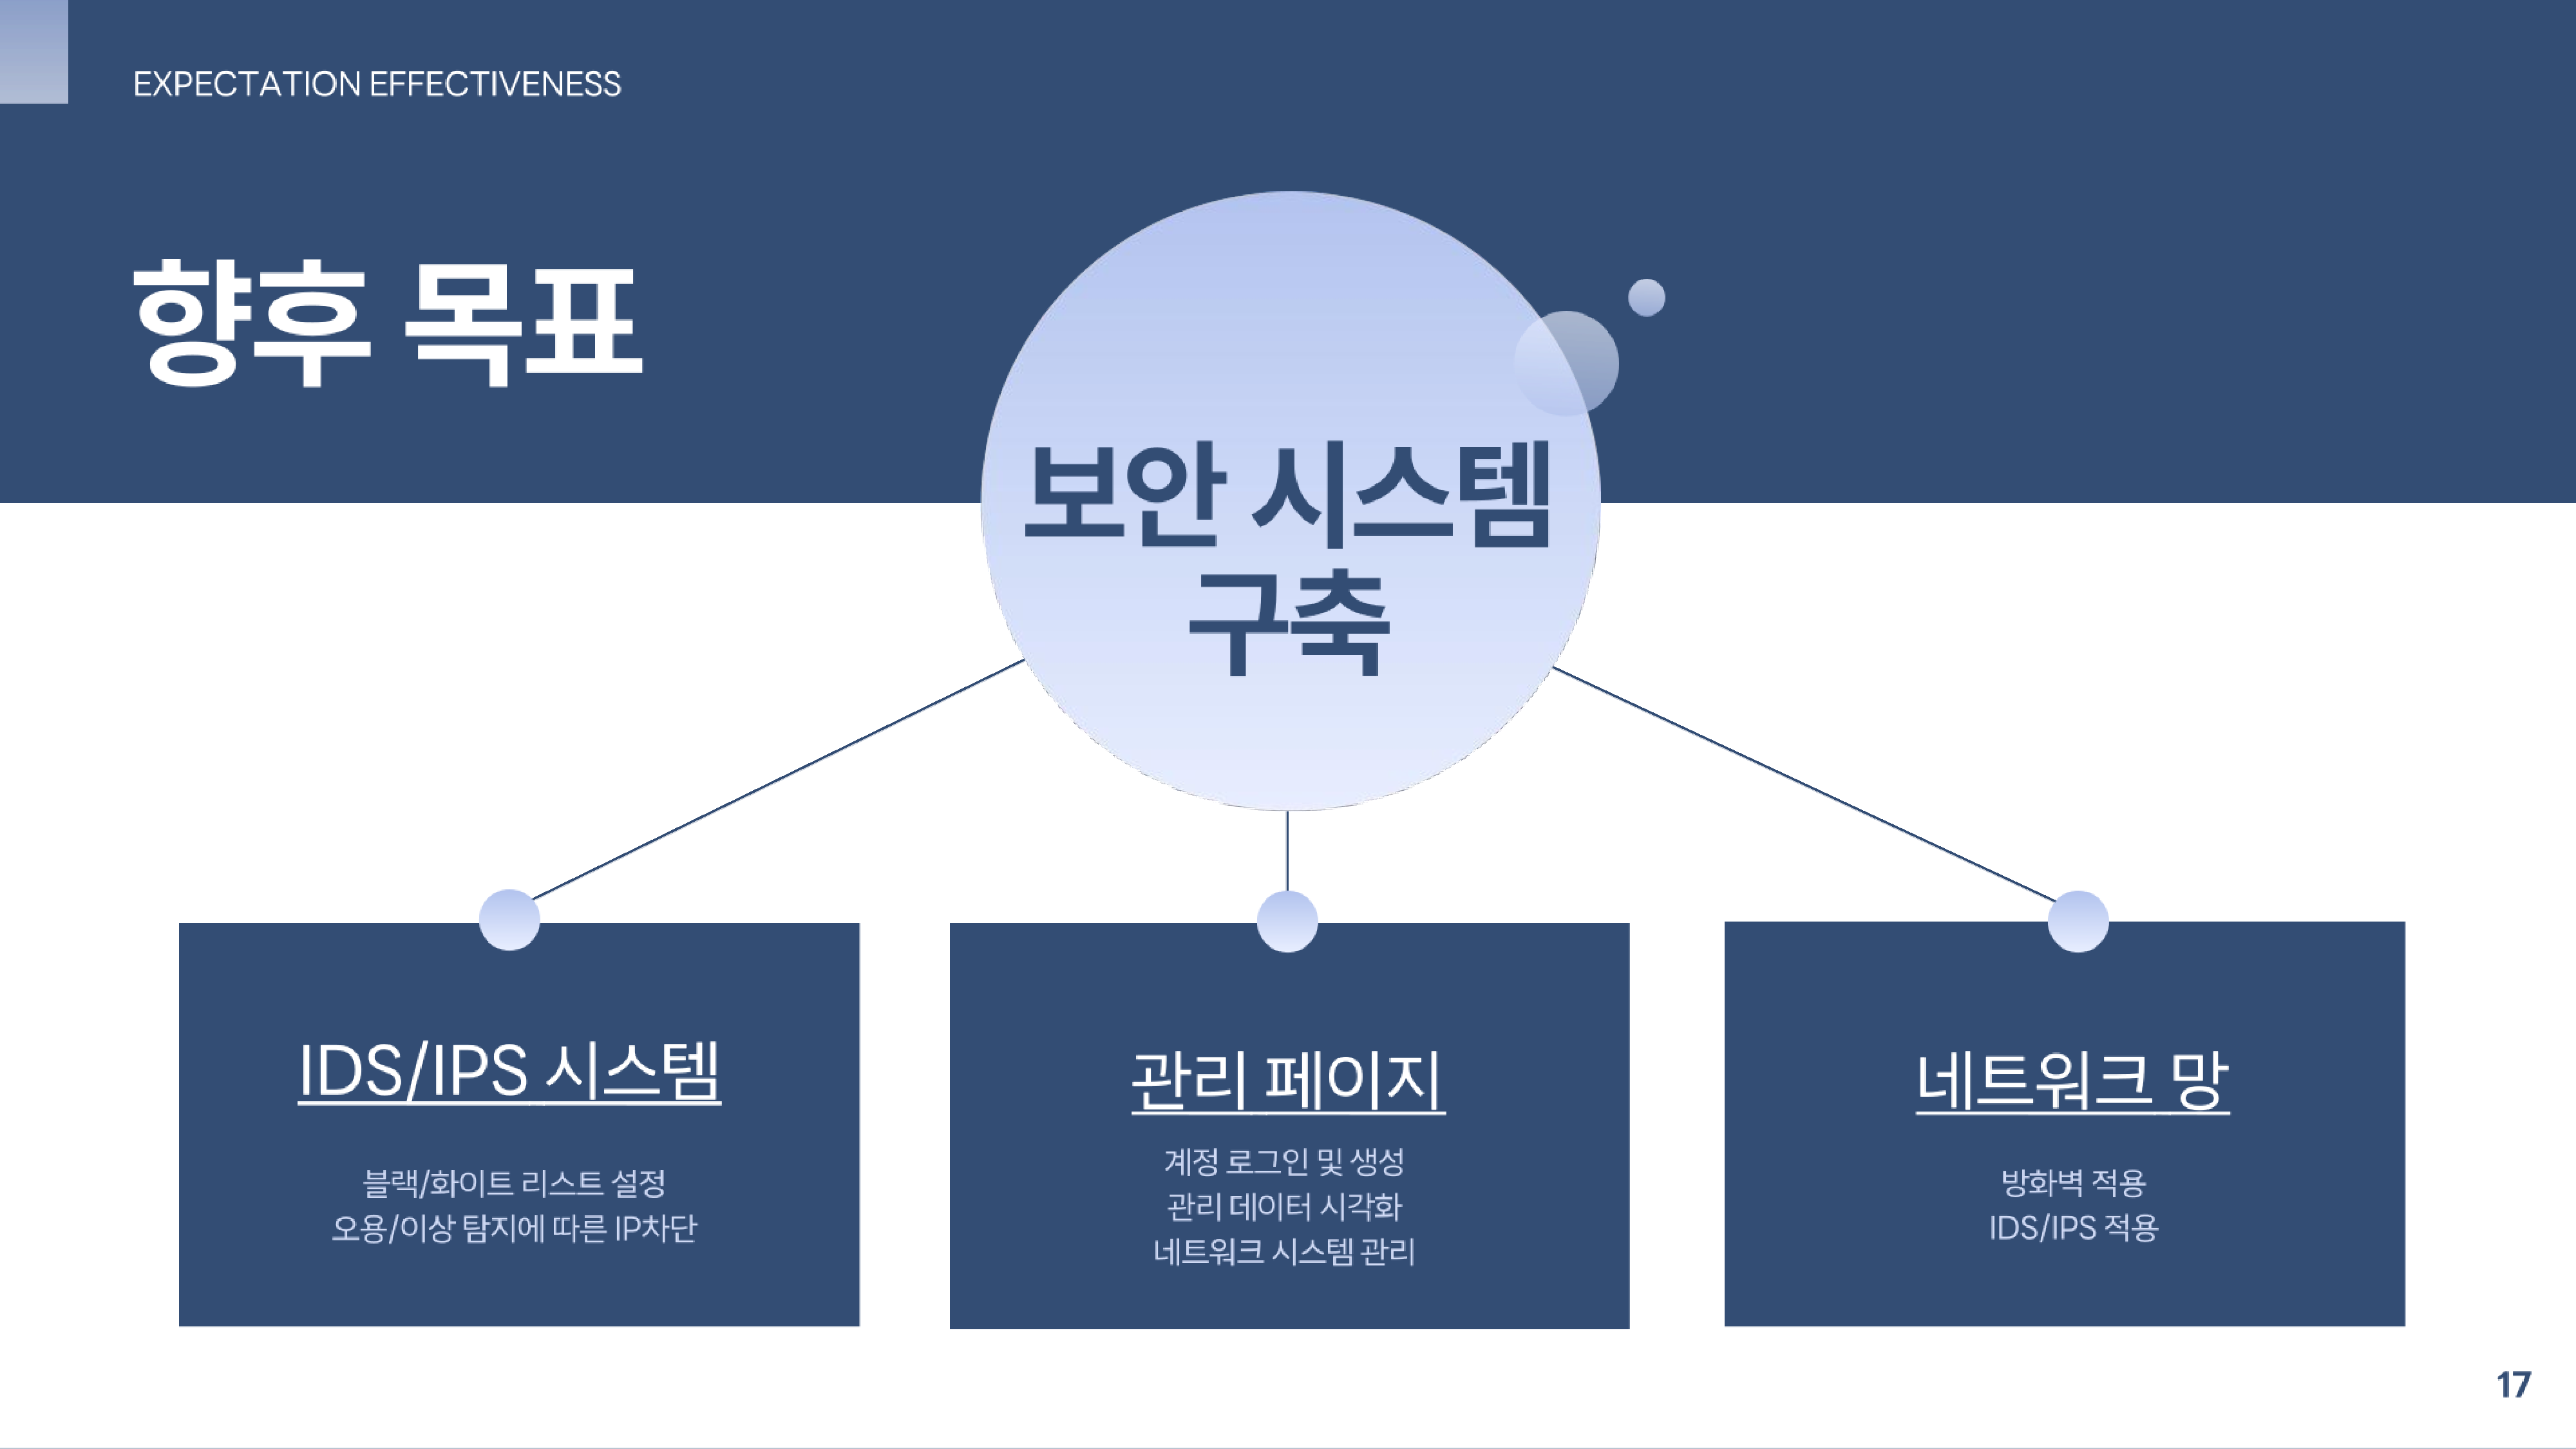 EXPECTATION EFFECTIVENESS
향후 목표
보안 시스템
구축
IDS/IPS 시스템
블랙/화이트 리스트 설정
오용/이상 탐지에 따른 IP차단
관리 페이지
계정 로그인 및 생성
관리 데이터 시각화
네트워크 시스템 관리
네트워크 망
방화벽 적용
IDS/IPS 적용
17